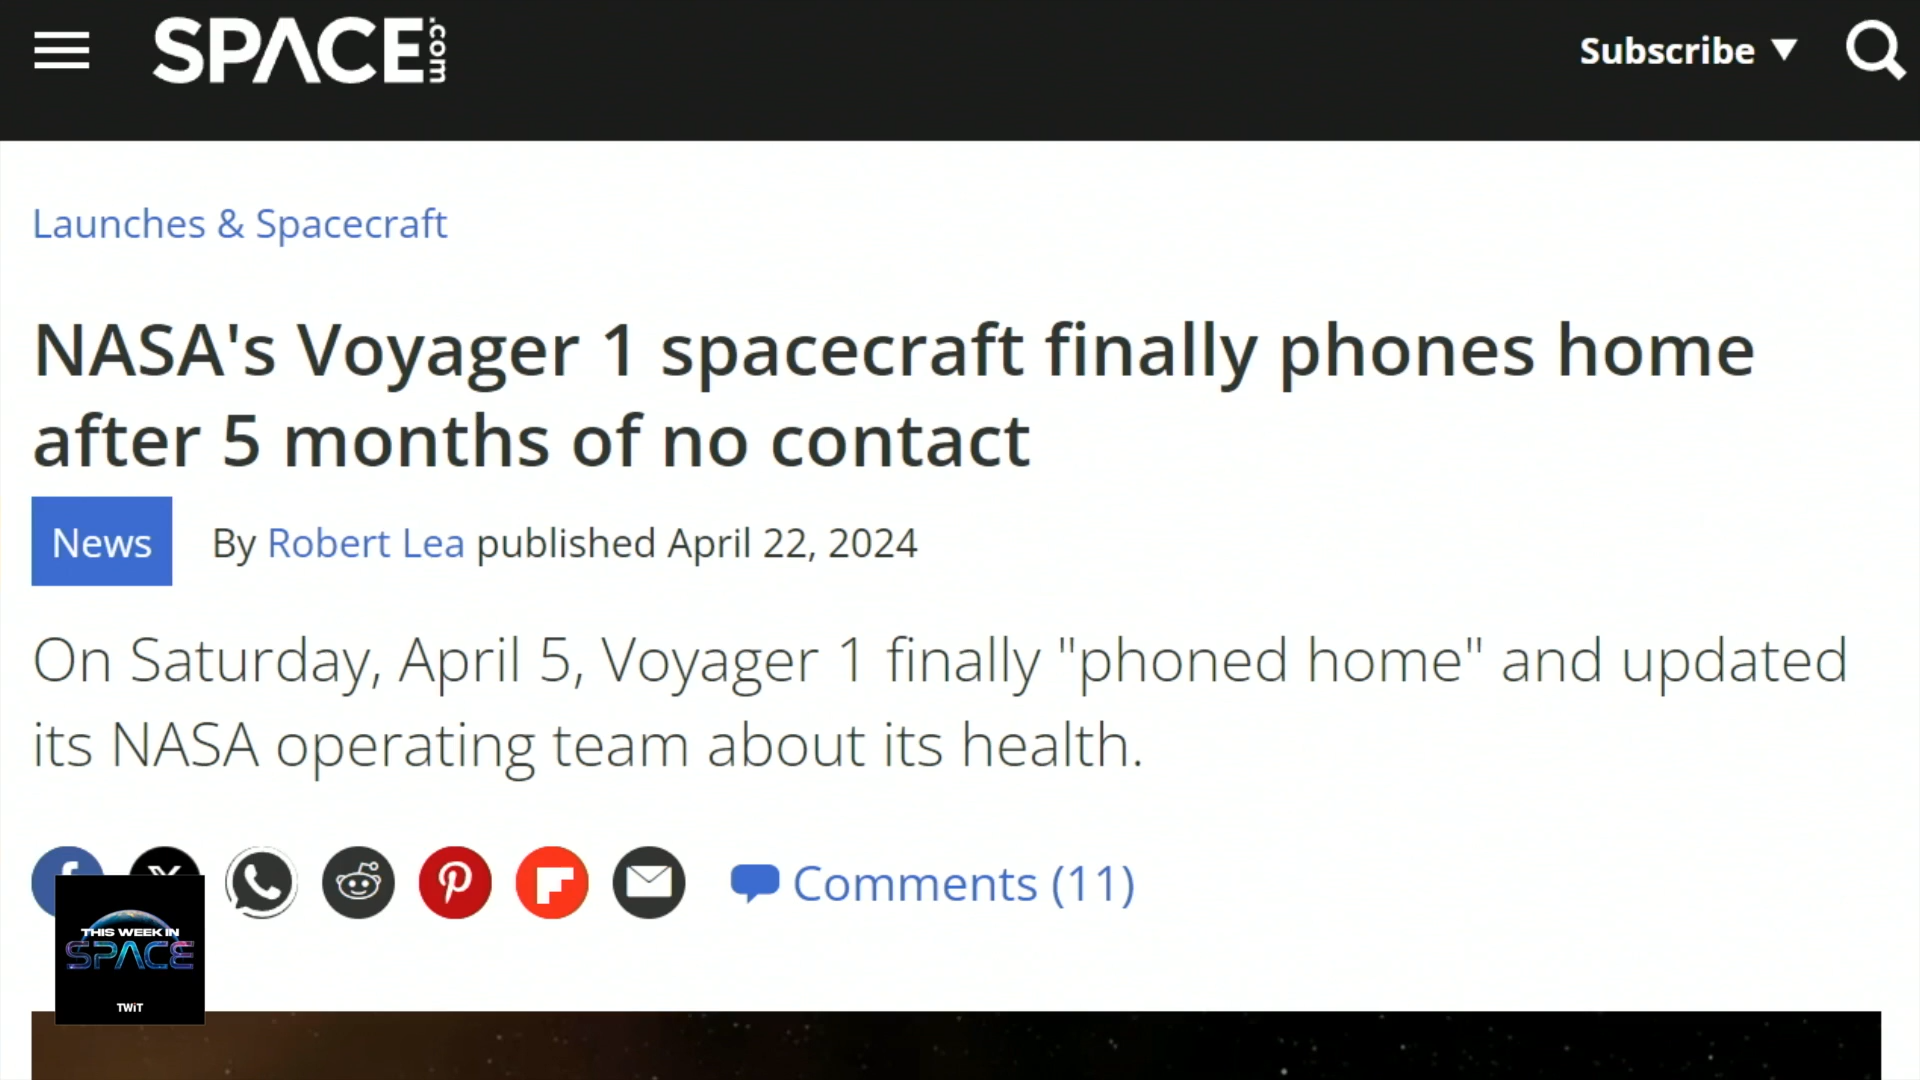 SPACE.com
Subscribe
Launches & Spacecraft
NASA's Voyager 1 spacecraft finally phones home
after 5 months of no contact
News
By Robert Lea published April 22, 2024
On Saturday, April 5, Voyager 1 finally "phoned home" and updated
its NASA operating team about its health.
Comments (11)
THIS WEEK IN
SPACE
TWiT